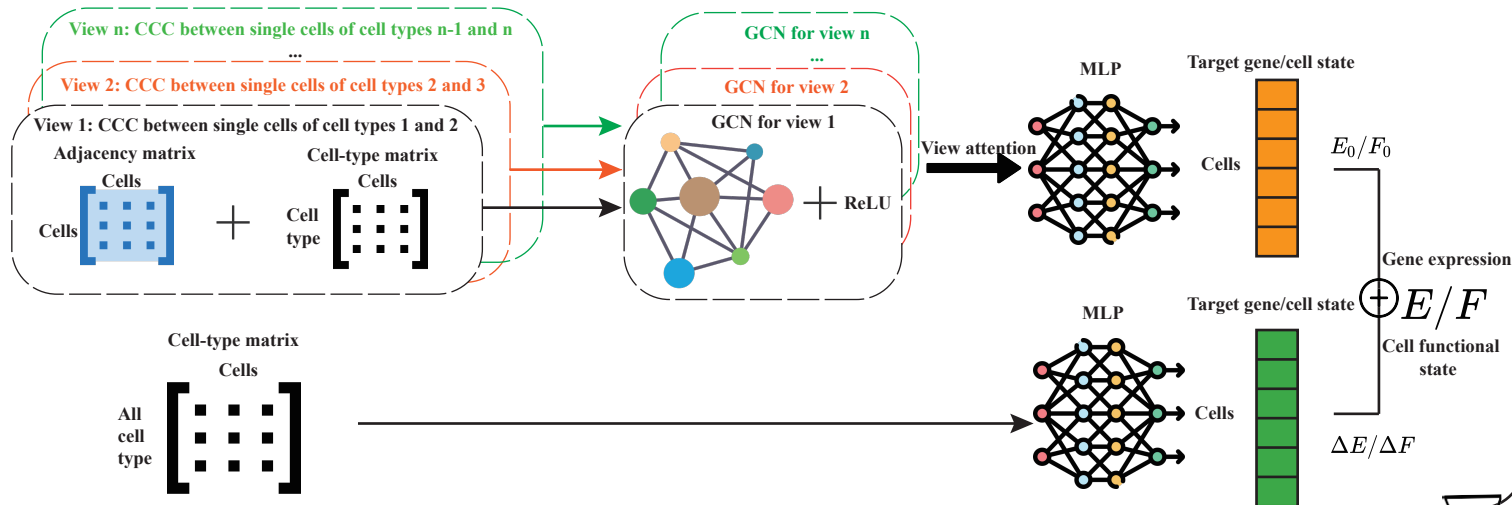 View n: CCC between single cells of cell types n-1 and n
...
View 2: CCC between single cells of cell types 2 and 3
View 1: CCC between single cells of cell types 1 and 2
Adjacency matrix
Cells
Cells
Cell-type matrix
Cells
Cell
type
GCN for view n
...
GCN for view 2
GCN for view 1
ReLU
View attention
MLP
Target gene/cell state
Cells
E₀/F₀
Gene expression
E/F
Cell functional
state
Cell-type matrix
Cells
All
cell
type
MLP
Target gene/cell state
Cells
ΔE/ΔF